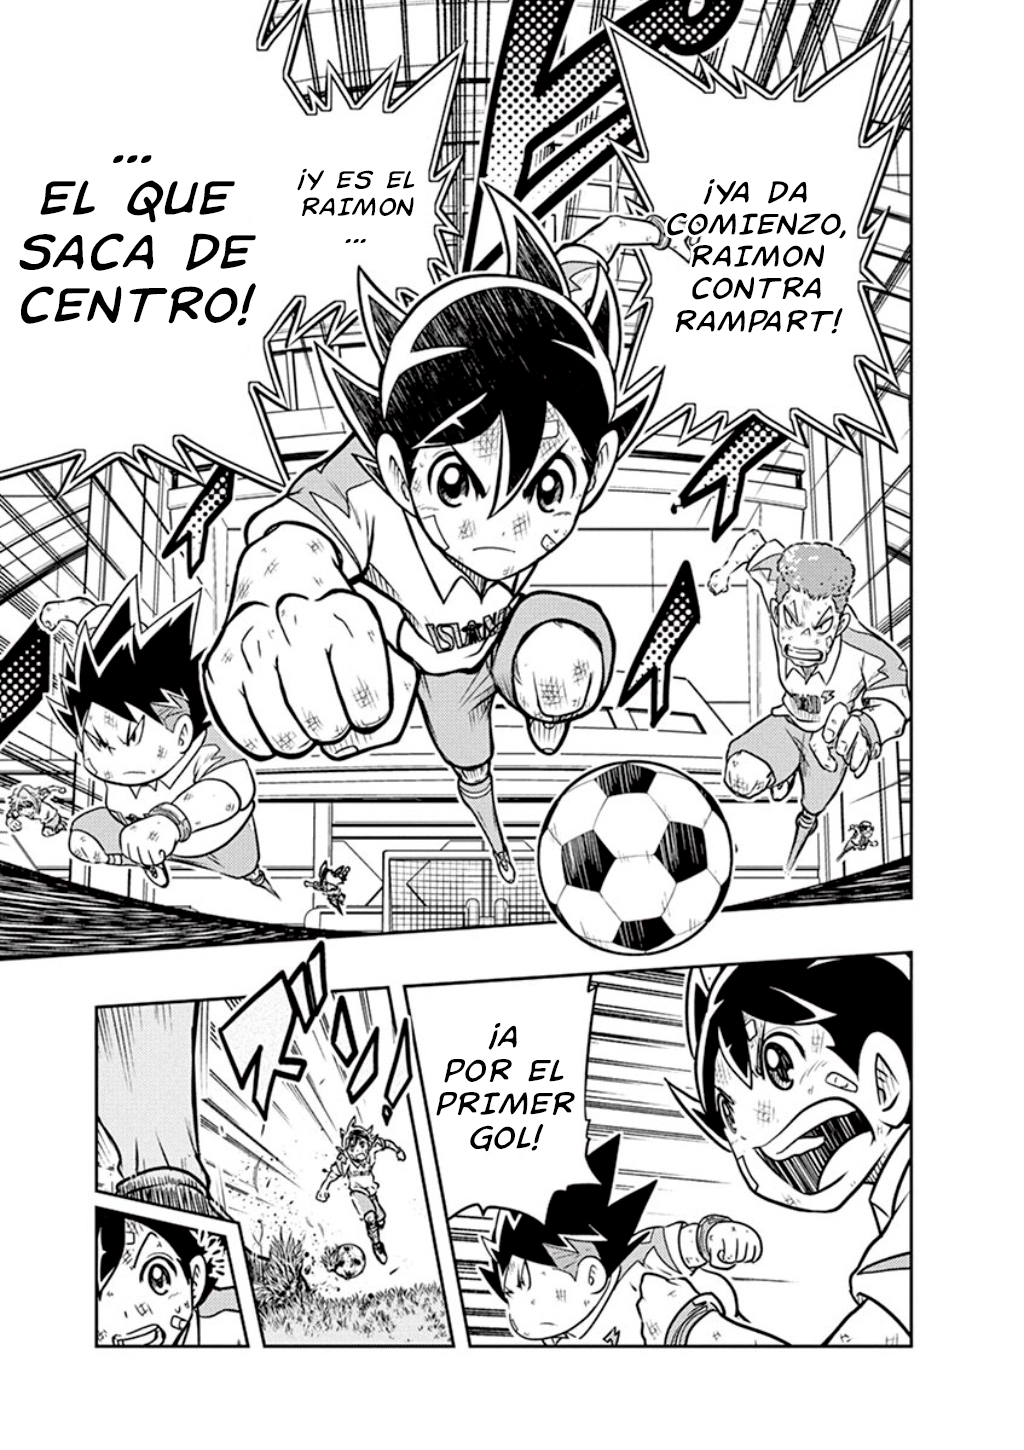 ¡YA DA
COMIENZO,
RAIMON
CONTRA
RAMPART!
¡Y ES EL
RAIMON
...
...
EL QUE
SACA DE
CENTRO!
¡A
POR EL
PRIMER
GOL!